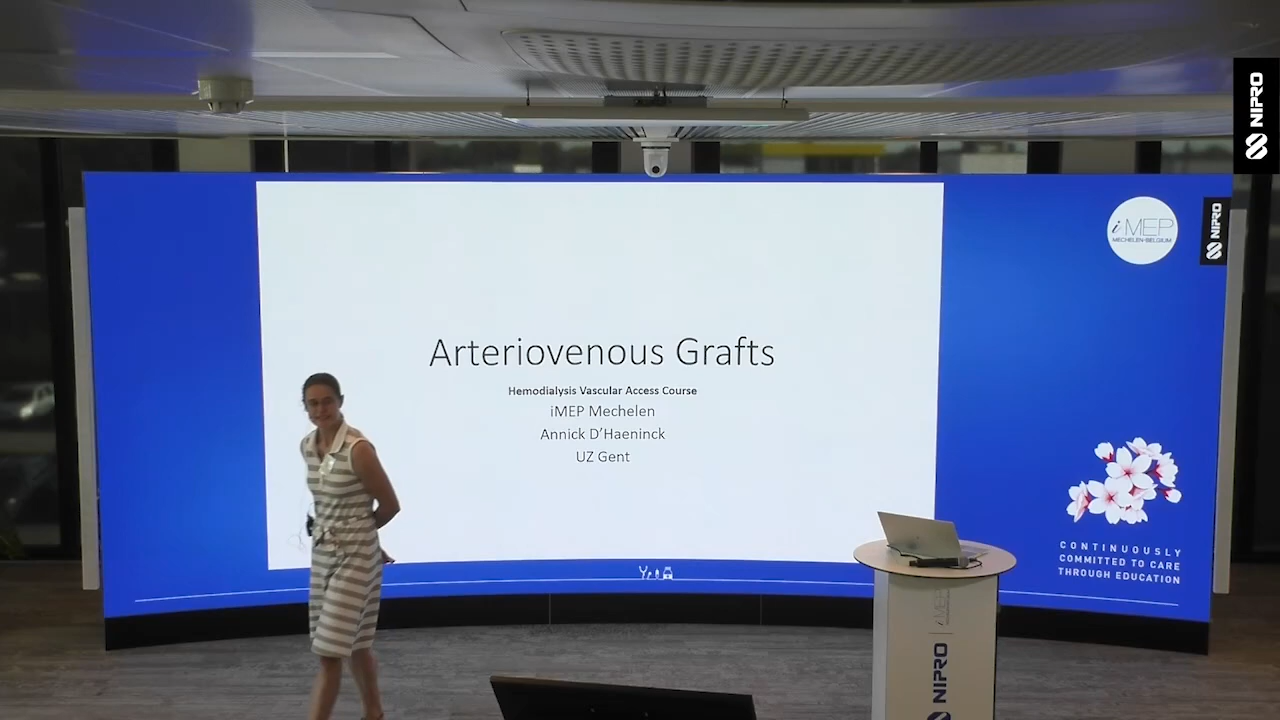 NIPRO
iMEP
MECHELEN-BELGIUM
NIPRO
Arteriovenous Grafts
Hemodialysis Vascular Access Course
iMEP Mechelen
Annick D'Haeninck
UZ Gent
CONTINUOUSLY
COMMITTED TO CARE
THROUGH EDUCATION
NIPRO
iMEP